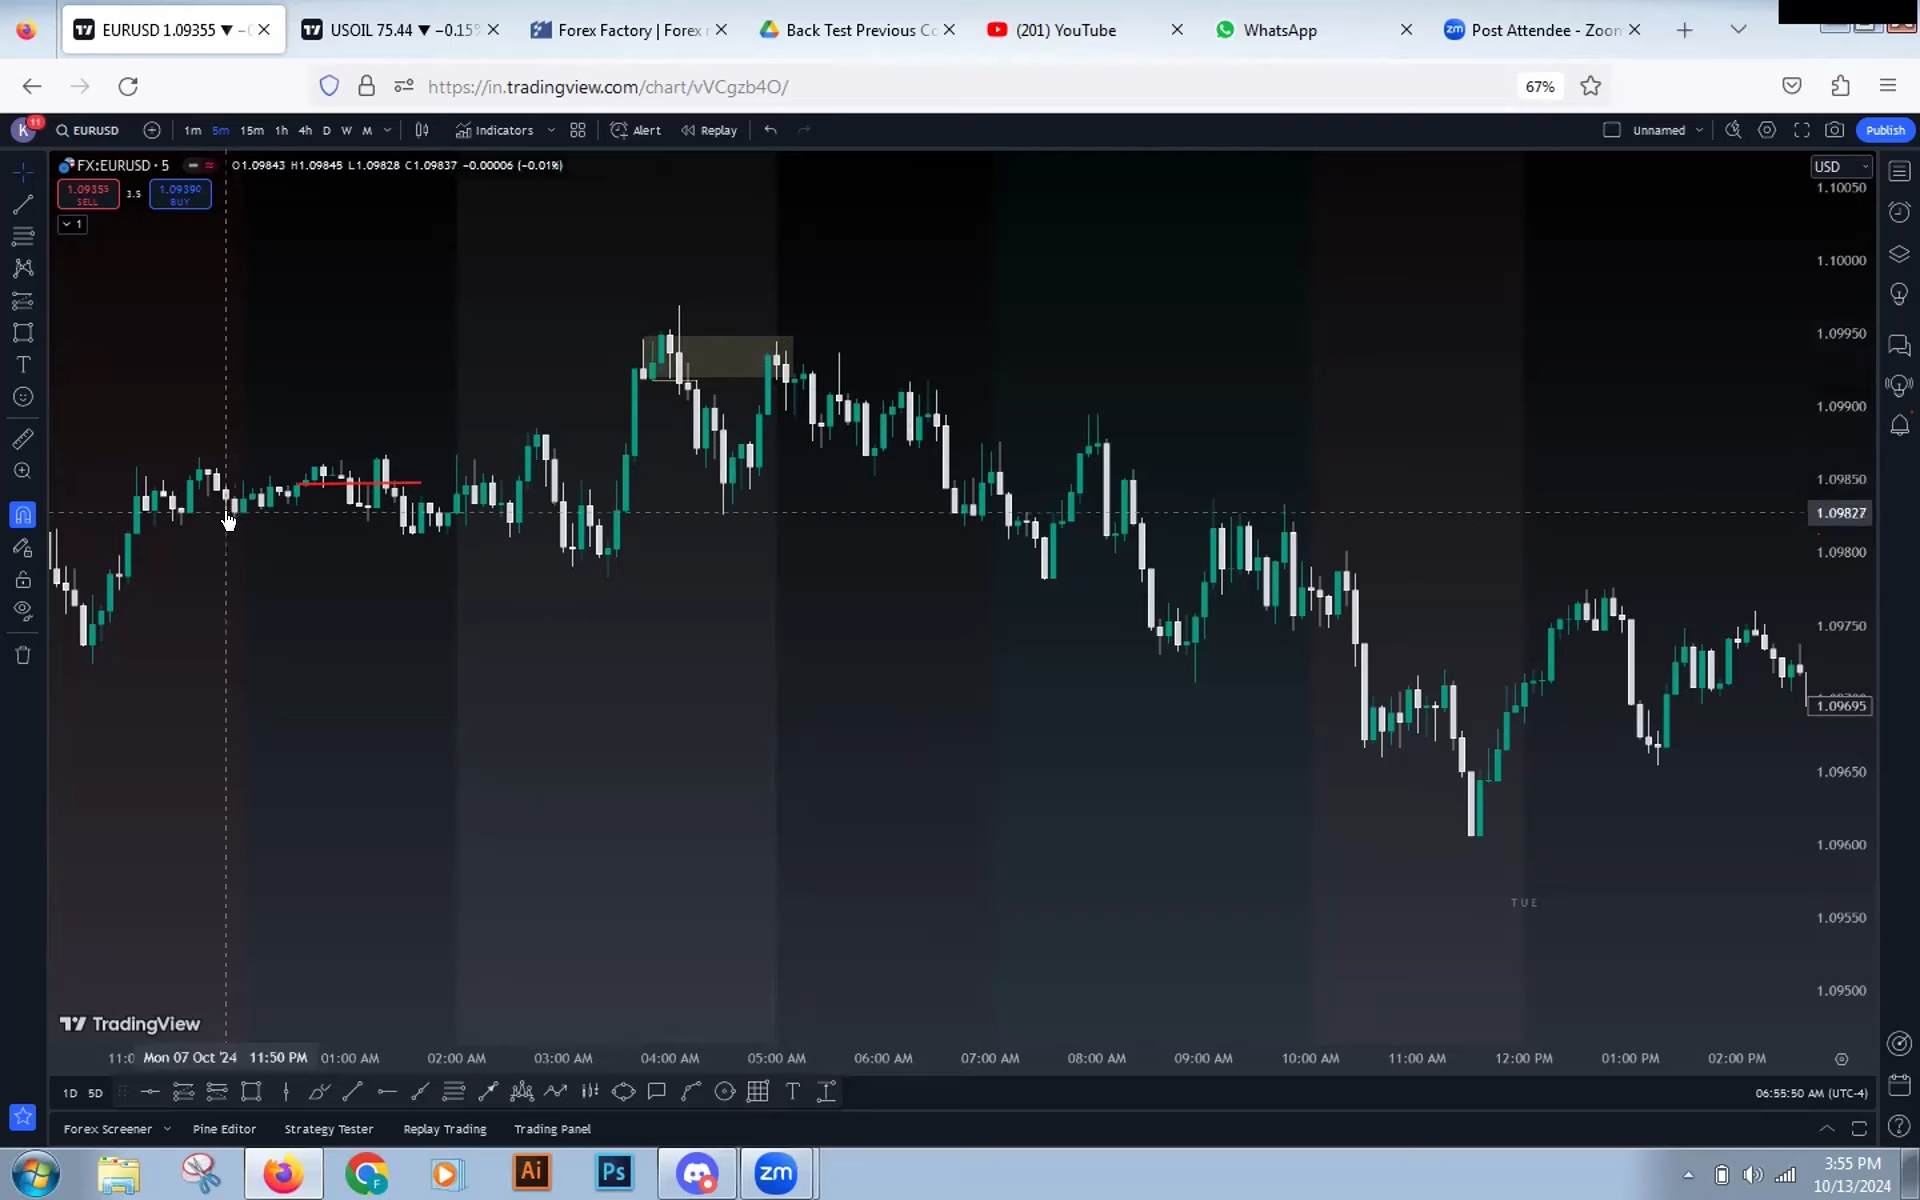 EURUSD 1.09355 ▼ −
USOIL 75.44 ▼ −0.15
Forex Factory | Forex
Back Test Previous Co
(201) YouTube
WhatsApp
Post Attendee - Zoom
https://in.tradingview.com/chart/vVCgzb4O/
67%
K 11
EURUSD
1m 5m 15m 1h 4h D W M
Indicators
Alert
Replay
Unnamed
Publish
FX:EURUSD · 5
O1.09843 H1.09845 L1.09828 C1.09837 −0.00006 (−0.01%)
USD
1.09355
SELL
3.5
1.09390
BUY
1
1.10050
1.10000
1.09950
1.09900
1.09850
1.09827
1.09800
1.09750
1.09695
1.09650
1.09600
1.09550
1.09500
TUE
TradingView
11:0
Mon 07 Oct '24 11:50 PM
01:00 AM
02:00 AM
03:00 AM
04:00 AM
05:00 AM
06:00 AM
07:00 AM
08:00 AM
09:00 AM
10:00 AM
11:00 AM
12:00 PM
01:00 PM
02:00 PM
1D 5D
06:55:50 AM (UTC-4)
Forex Screener
Pine Editor
Strategy Tester
Replay Trading
Trading Panel
F
Ai
Ps
zm
3:55 PM
10/13/2024